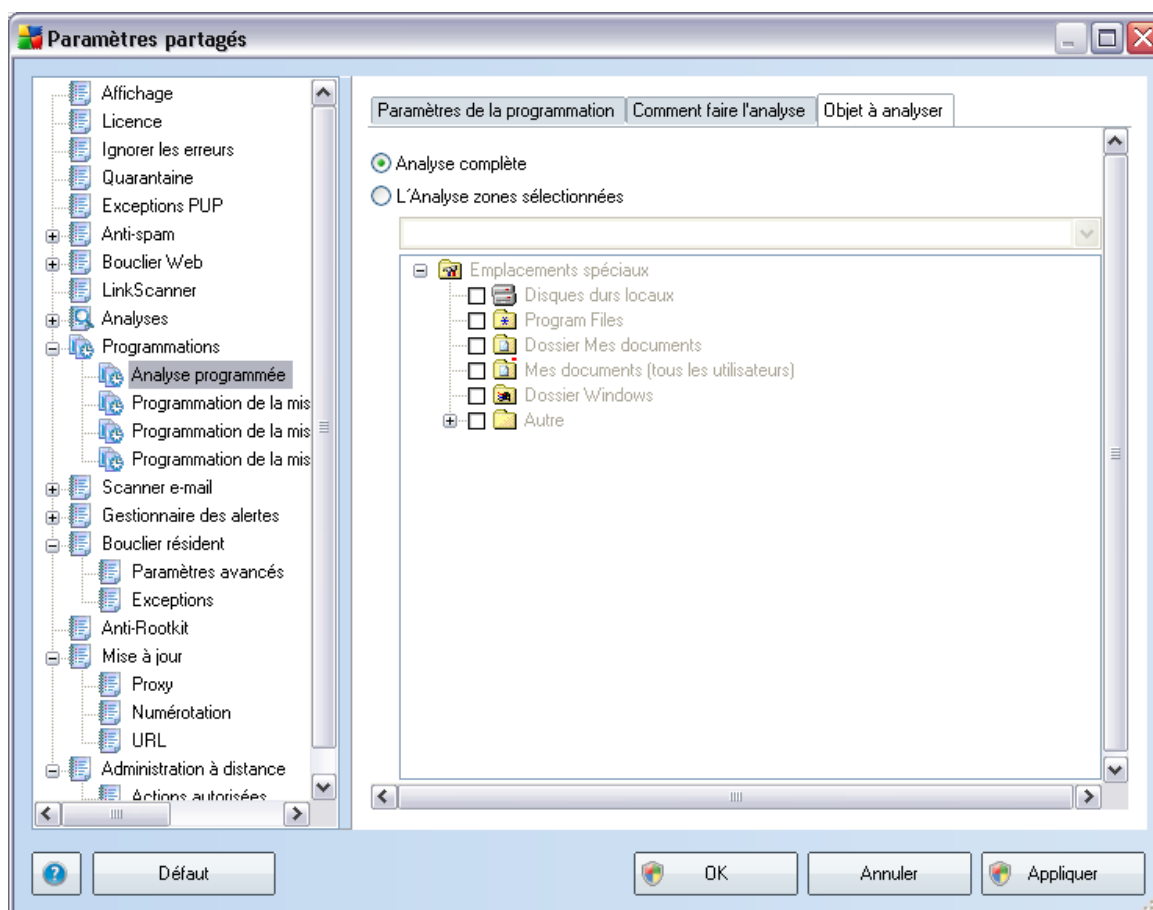 Paramètres partagés
Affichage
Licence
Ignorer les erreurs
Quarantaine
Exceptions PUP
Anti-spam
Bouclier Web
LinkScanner
Analyses
Programmations
Analyse programmée
Programmation de la mis
Programmation de la mis
Programmation de la mis
Scanner e-mail
Gestionnaire des alertes
Bouclier résident
Paramètres avancés
Exceptions
Anti-Rootkit
Mise à jour
Proxy
Numérotation
URL
Administration à distance
Actions autorisées
Paramètres de la programmation
Comment faire l'analyse
Objet à analyser
Analyse complète
L´Analyse zones sélectionnées
Emplacements spéciaux
Disques durs locaux
Program Files
Dossier Mes documents
Mes documents (tous les utilisateurs)
Dossier Windows
Autre
Défaut
OK
Annuler
Appliquer